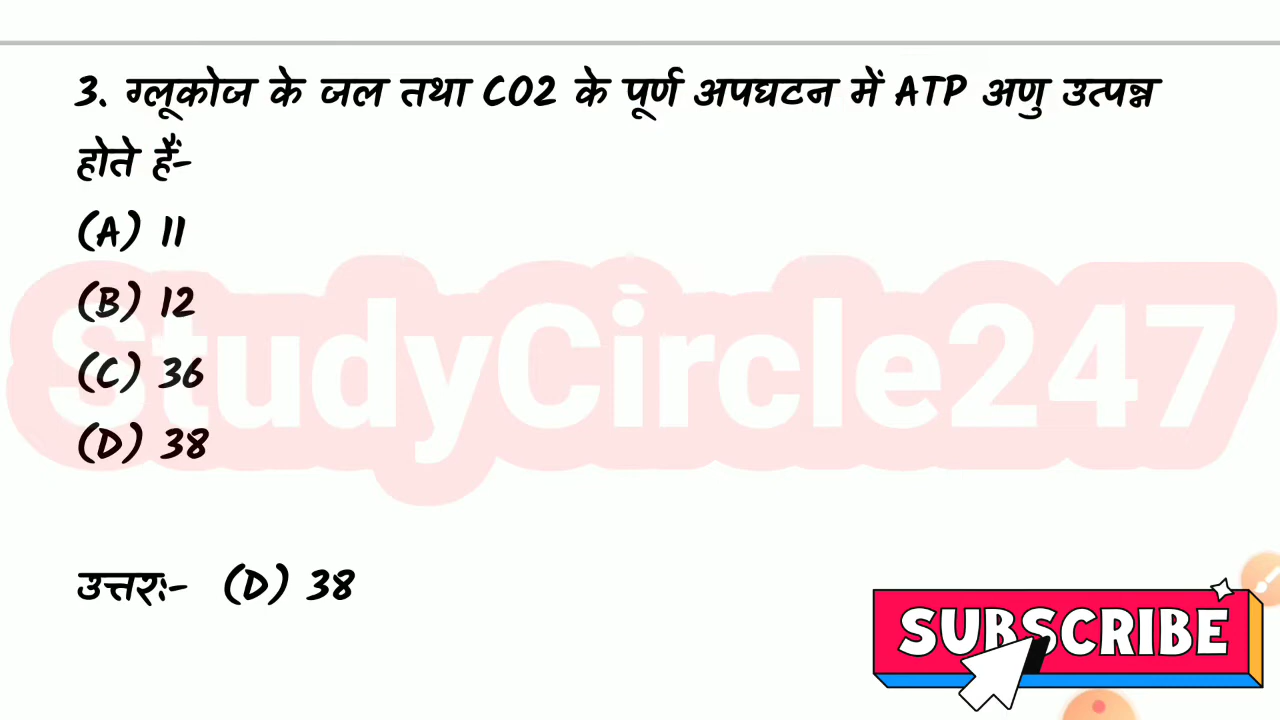 3. ग्लूकोज के जल तथा CO2 के पूर्ण अपघटन में ATP अणु उत्पन्न
होते हैं-
(A) 11
(B) 12
(C) 36
(D) 38
StudyCircle247
उत्तरः- (D) 38
SUBSCRIBE